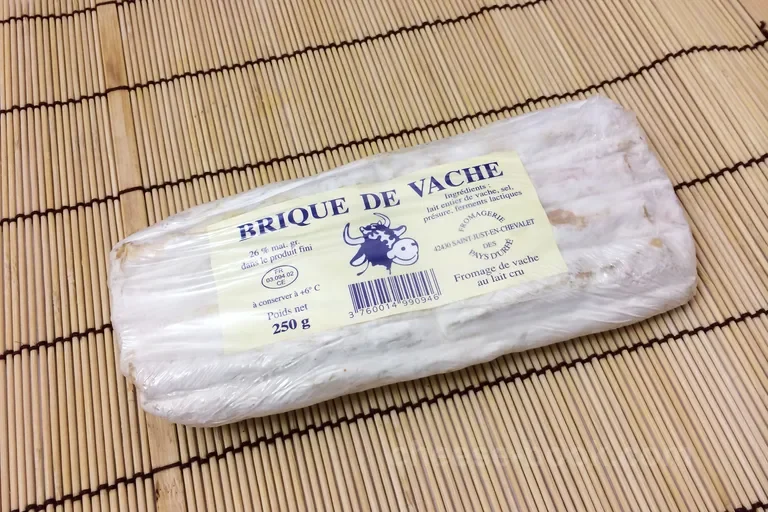 BRIQUE DE VACHE
26 % mat. gr.
dans le produit fini
FR
03.094.02
CE
à conserver à +6° C
Poids net
250 g
3 760014 990946
Ingrédients :
lait entier de vache, sel,
présure, ferments lactiques
FROMAGERIE
42430 SAINT JUST-EN-CHEVALET
DES
PAYS D'URFÉ
Fromage de vache
au lait cru